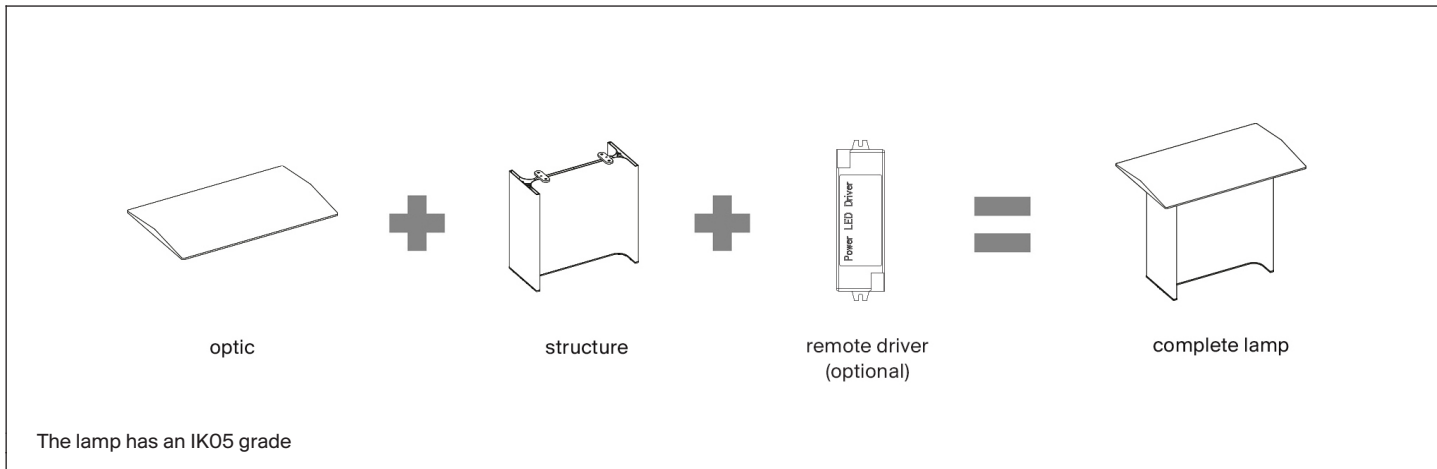 Power LED Driver
optic
structure
remote driver
(optional)
complete lamp
The lamp has an IK05 grade